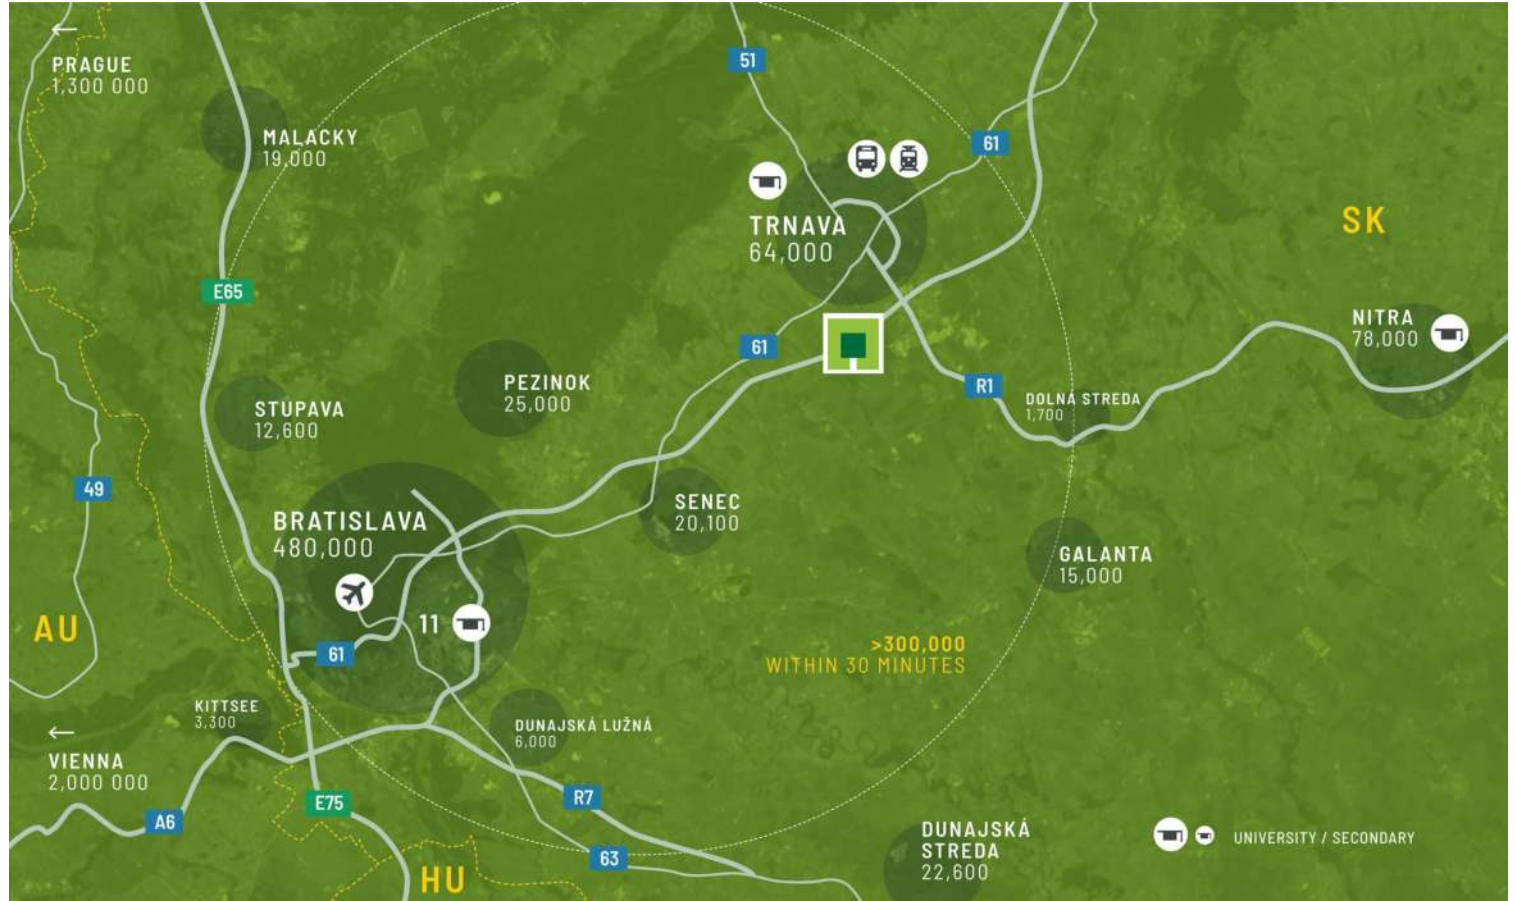 ←
PRAGUE
1,300 000
MALACKY
19,000
51
61
TRNAVA
64,000
SK
E65
NITRA
78,000
61
PEZINOK
25,000
R1
DOLNÁ STREDA
1,700
STUPAVA
12,600
49
SENEC
20,100
BRATISLAVA
480,000
GALANTA
15,000
AU
11
61
>300,000
WITHIN 30 MINUTES
KITTSEE
3,300
DUNAJSKÁ LUŽNÁ
6,000
←
VIENNA
2,000 000
E75
R7
A6
DUNAJSKÁ
STREDA
22,600
UNIVERSITY / SECONDARY
63
HU